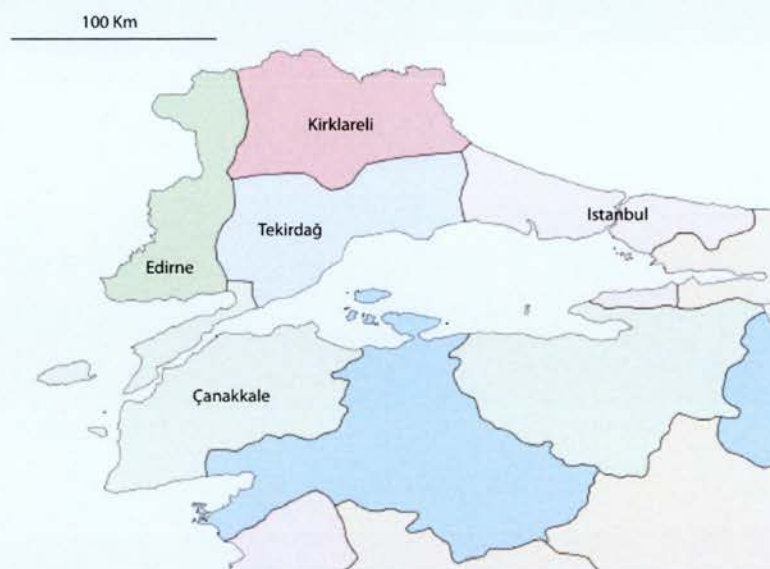 100 Km
Kirklareli
Istanbul
Tekirdağ
Edirne
Çanakkale